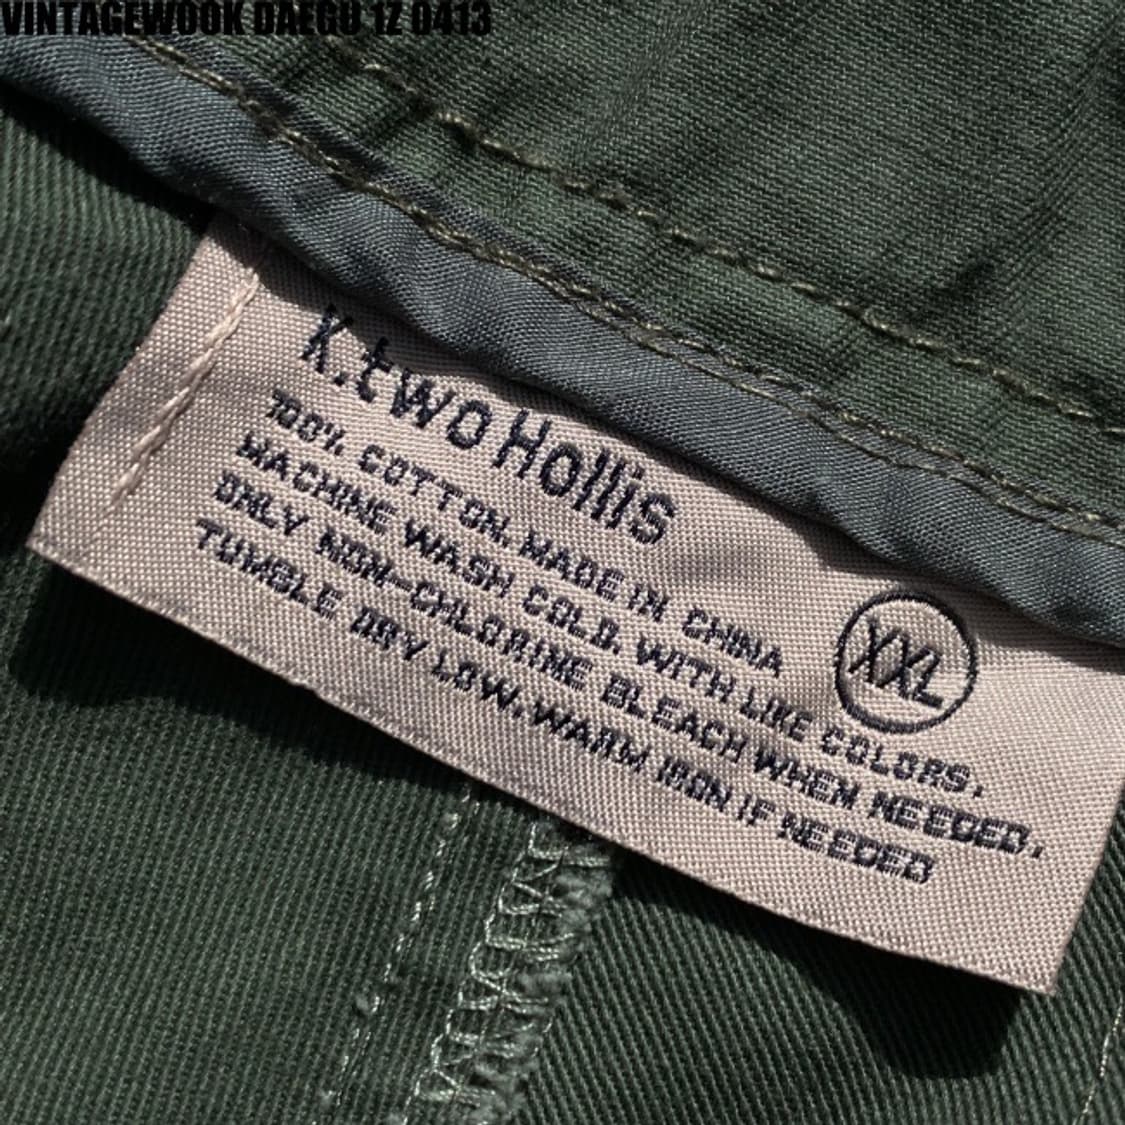 VINTAGEWOOK DAEGU 1Z 0413
K.two Hollis
100% COTTON. MADE IN CHINA
MACHINE WASH COLD. WITH LIKE COLORS.
ONLY NON-CHLORINE BLEACH WHEN NEEDED.
TUMBLE DRY LOW.WARM IRON IF NEEDED
XXL